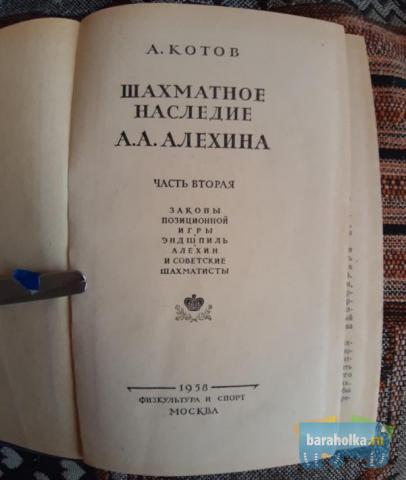 А. КОТОВ
ШАХМАТНОЕ
НАСЛЕДИЕ
А.А. АЛЕХИНА
ЧАСТЬ ВТОРАЯ
ЗАКОНЫ
ПОЗИЦИОННОЙ
ИГРЫ
ЭНДШПИЛЬ
АЛЕХИН
И СОВЕТСКИЕ
ШАХМАТИСТЫ
1958
ФИЗКУЛЬТУРА И СПОРТ
МОСКВА
baraholka.ru